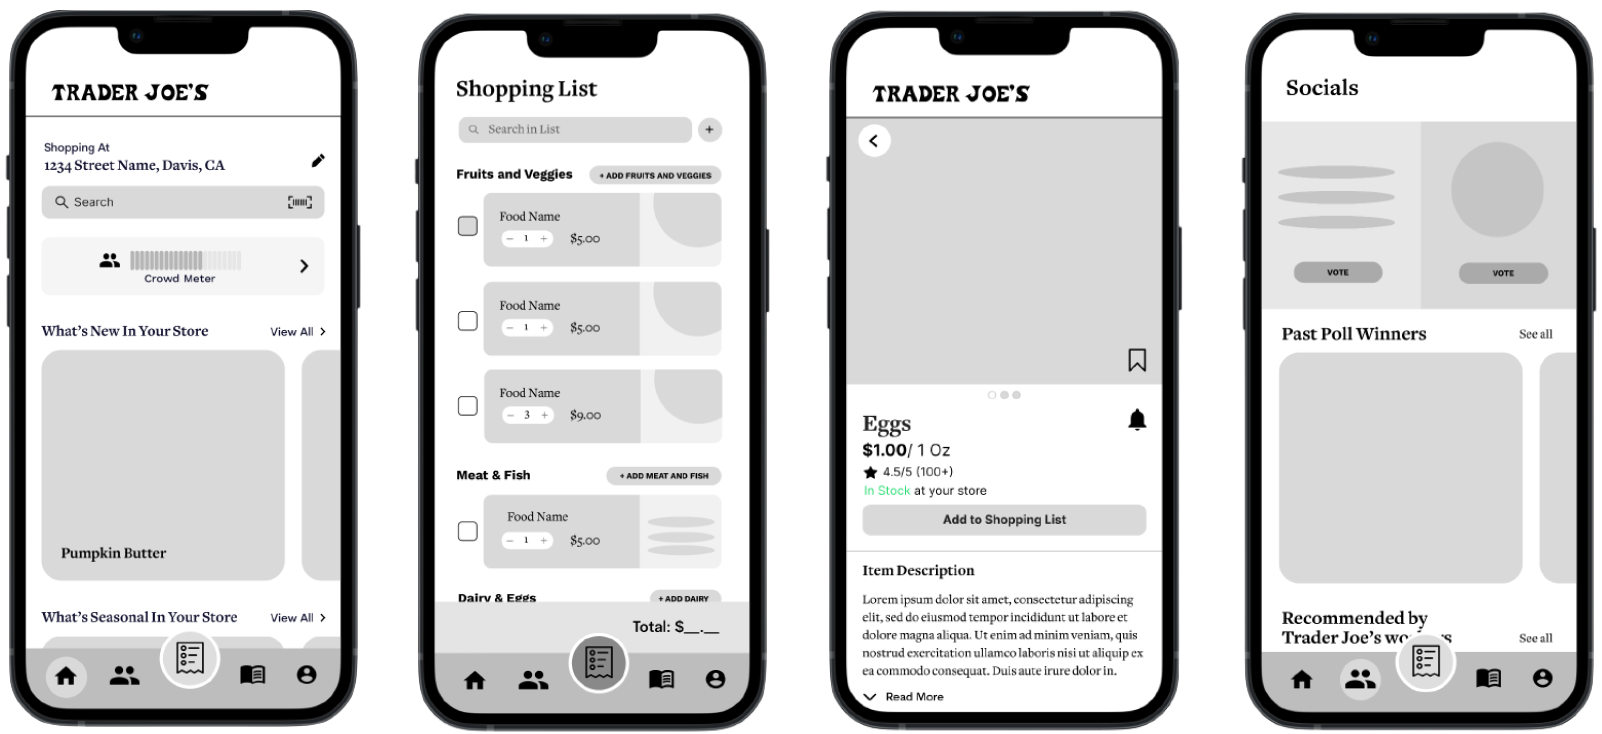 TRADER JOE'S
Shopping At
1234 Street Name, Davis, CA
Search
Crowd Meter
What's New In Your Store
View All
Pumpkin Butter
What's Seasonal In Your Store
View All
Shopping List
Search in List
+
Fruits and Veggies
+ ADD FRUITS AND VEGGIES
Food Name
− 1 +
$5.00
Food Name
− 1 +
$5.00
Food Name
− 3 +
$9.00
Meat & Fish
+ ADD MEAT AND FISH
Food Name
− 1 +
$5.00
Dairy & Eggs
+ ADD DAIRY
Total: $__.__
TRADER JOE'S
Eggs
$1.00/ 1 Oz
4.5/5 (100+)
In Stock at your store
Add to Shopping List
Item Description
Lorem ipsum dolor sit amet, consectetur adipiscing
elit, sed do eiusmod tempor incididunt ut labore et
dolore magna aliqua. Ut enim ad minim veniam, quis
nostrud exercitation ullamco laboris nisi ut aliquip ex
ea commodo consequat. Duis aute irure dolor in.
Read More
Socials
VOTE
VOTE
Past Poll Winners
See all
Recommended by
Trader Joe's workers
See all